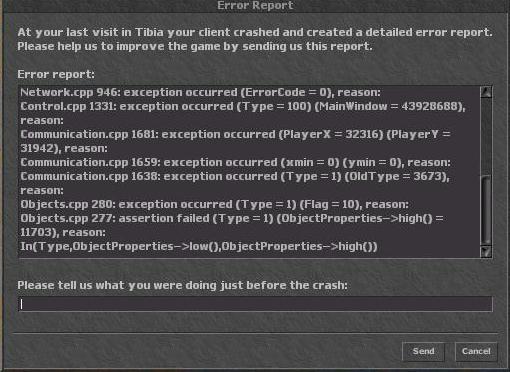 Error Report
At your last visit in Tibia your client crashed and created a detailed error report.
Please help us to improve the game by sending us this report.
Error report:
Network.cpp 946: exception occurred (ErrorCode = 0), reason:
Control.cpp 1331: exception occurred (Type = 100) (MainWindow = 43928688),
reason:
Communication.cpp 1681: exception occurred (PlayerX = 32316) (PlayerY =
31942), reason:
Communication.cpp 1659: exception occurred (xmin = 0) (ymin = 0), reason:
Communication.cpp 1638: exception occurred (Type = 1) (OldType = 3673),
reason:
Objects.cpp 280: exception occurred (Type = 1) (Flag = 10), reason:
Objects.cpp 277: assertion failed (Type = 1) (ObjectProperties->high() =
11703), reason:
In(Type,ObjectProperties->low(),ObjectProperties->high())
Please tell us what you were doing just before the crash:
Send
Cancel